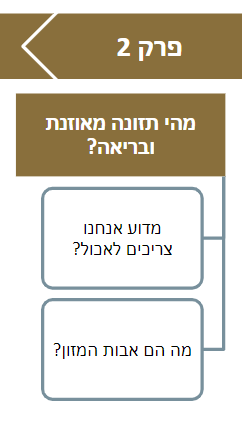 פרק 2
מהי תזונה מאוזנת
ובריאה?
מדוע אנחנו
צריכים לאכול?
מה הם אבות המזון?